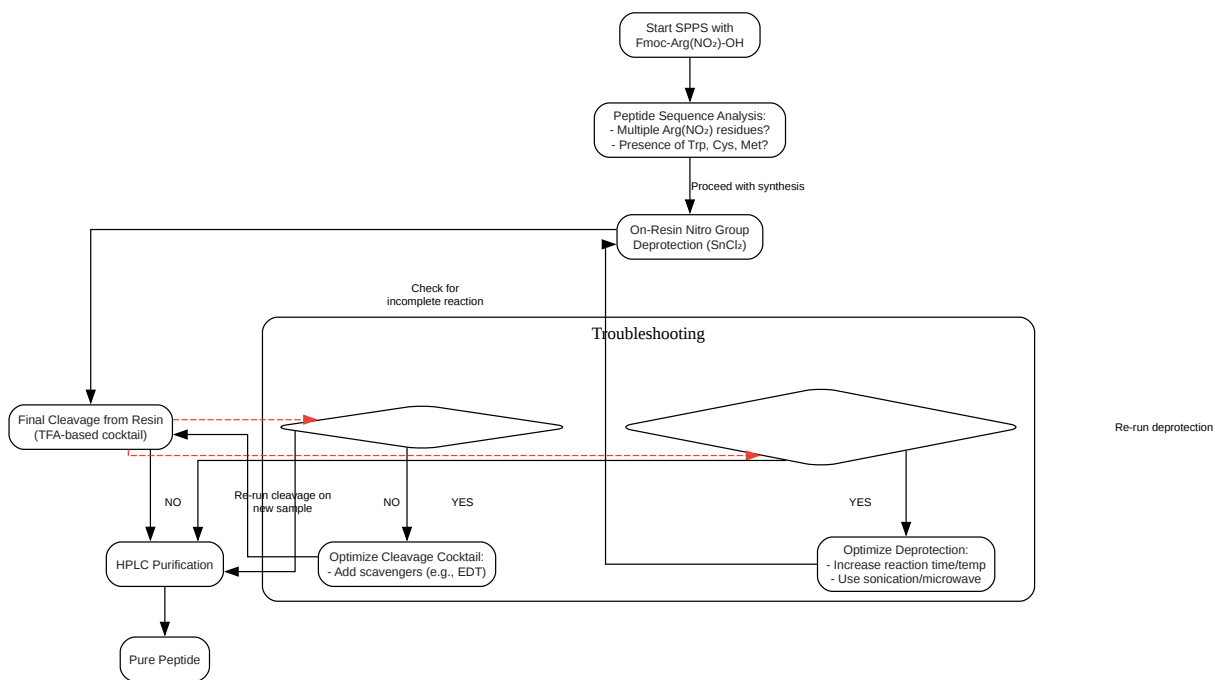 Start SPPS with
Fmoc-Arg(NO₂)-OH
Peptide Sequence Analysis:
- Multiple Arg(NO₂) residues?
- Presence of Trp, Cys, Met?
Proceed with synthesis
On-Resin Nitro Group
Deprotection (SnCl₂)
Check for
incomplete reaction
Troubleshooting
Final Cleavage from Resin
(TFA-based cocktail)
Re-run deprotection
NO
Re-run cleavage on
new sample
NO
YES
YES
HPLC Purification
Optimize Cleavage Cocktail:
- Add scavengers (e.g., EDT)
Optimize Deprotection:
- Increase reaction time/temp
- Use sonication/microwave
Pure Peptide